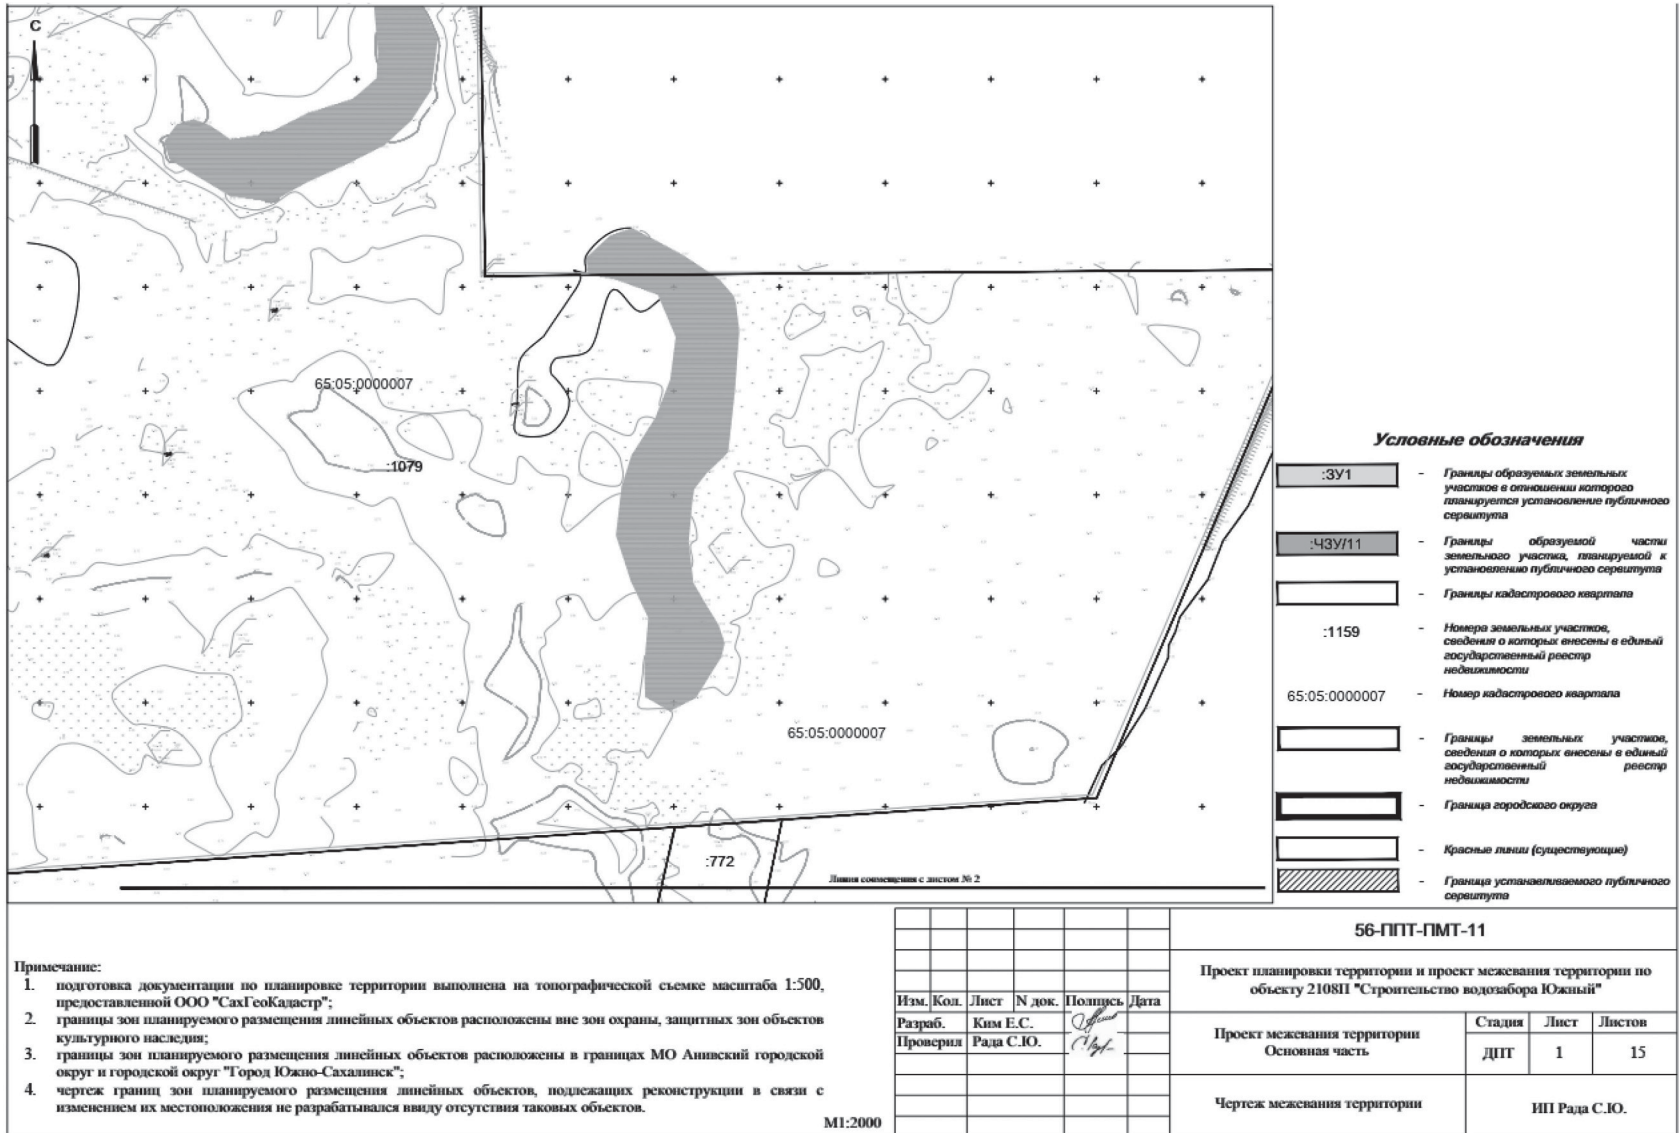 С
65:05:0000007
:1079
65:05:0000007
:772
Линия совмещения с листом № 2
Условные обозначения
:ЗУ1
- Границы образуемых земельных
участков в отношении которого
планируется установление публичного
сервитута
:ЧЗУ/11
- Границы образуемой части
земельного участка, планируемой к
установлению публичного сервитута
- Границы кадастрового квартала
:1159
- Номера земельных участков,
сведения о которых внесены в единый
государственный реестр
недвижимости
65:05:0000007
- Номер кадастрового квартала
- Границы земельных участков,
сведения о которых внесены в единый
государственный реестр
недвижимости
- Граница городского округа
- Красные линии (существующие)
- Граница устанавливаемого публичного
сервитута
Примечание:
1. подготовка документации по планировке территории выполнена на топографической съемке масштаба 1:500,
предоставленной ООО "СахГеоКадастр";
2. границы зон планируемого размещения линейных объектов расположены вне зон охраны, защитных зон объектов
культурного наследия;
3. границы зон планируемого размещения линейных объектов расположены в границах МО Анивский городской
округ и городской округ "Город Южно-Сахалинск";
4. чертеж границ зон планируемого размещения линейных объектов, подлежащих реконструкции в связи с
изменением их местоположения не разрабатывался ввиду отсутствия таковых объектов.
М1:2000
56-ППТ-ПМТ-11
Проект планировки территории и проект межевания территории по
объекту 2108П "Строительство водозабора Южный"
Изм. Кол. Лист N док. Подпись Дата
Разраб. Ким Е.С.
Проверил Рада С.Ю.
Проект межевания территории
Основная часть
Стадия Лист Листов
ДПТ 1 15
Чертеж межевания территории
ИП Рада С.Ю.